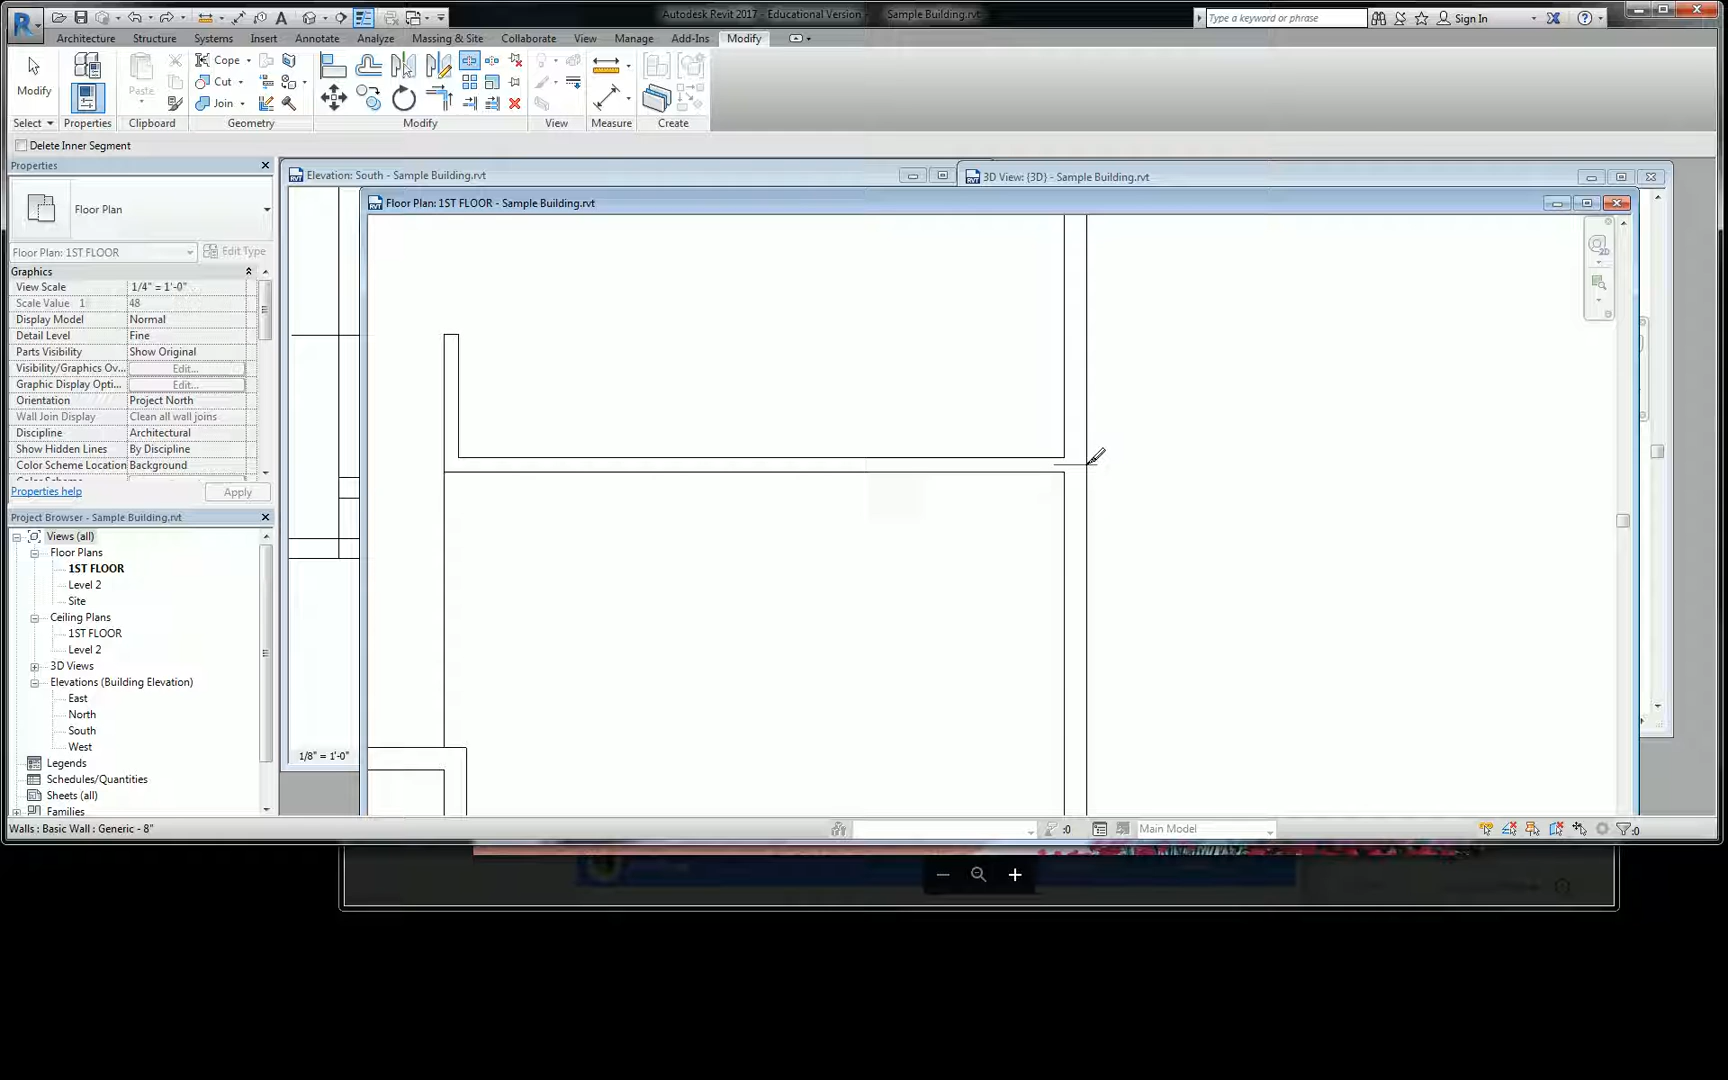 Autodesk Revit 2017 - Educational Version    Sample Building.rvt
Type a keyword or phrase
Sign In
Architecture Structure Systems Insert Annotate Analyze Massing & Site Collaborate View Manage Add-Ins Modify
Modify
Paste
Cope
Cut
Join
Select Properties Clipboard Geometry Modify View Measure Create
Delete Inner Segment
Properties
Floor Plan
Floor Plan: 1ST FLOOR
Edit Type
Graphics
View Scale 1/4" = 1'-0"
Scale Value 1: 48
Display Model Normal
Detail Level Fine
Parts Visibility Show Original
Visibility/Graphics Ov... Edit...
Graphic Display Opti... Edit...
Orientation Project North
Wall Join Display Clean all wall joins
Discipline Architectural
Show Hidden Lines By Discipline
Color Scheme Location Background
Properties help
Apply
Project Browser - Sample Building.rvt
Views (all)
Floor Plans
1ST FLOOR
Level 2
Site
Ceiling Plans
1ST FLOOR
Level 2
3D Views
Elevations (Building Elevation)
East
North
South
West
Legends
Schedules/Quantities
Sheets (all)
Families
Elevation: South - Sample Building.rvt
3D View: {3D} - Sample Building.rvt
Floor Plan: 1ST FLOOR - Sample Building.rvt
2D
1/8" = 1'-0"
Walls : Basic Wall : Generic - 8"
:0
Main Model
:0